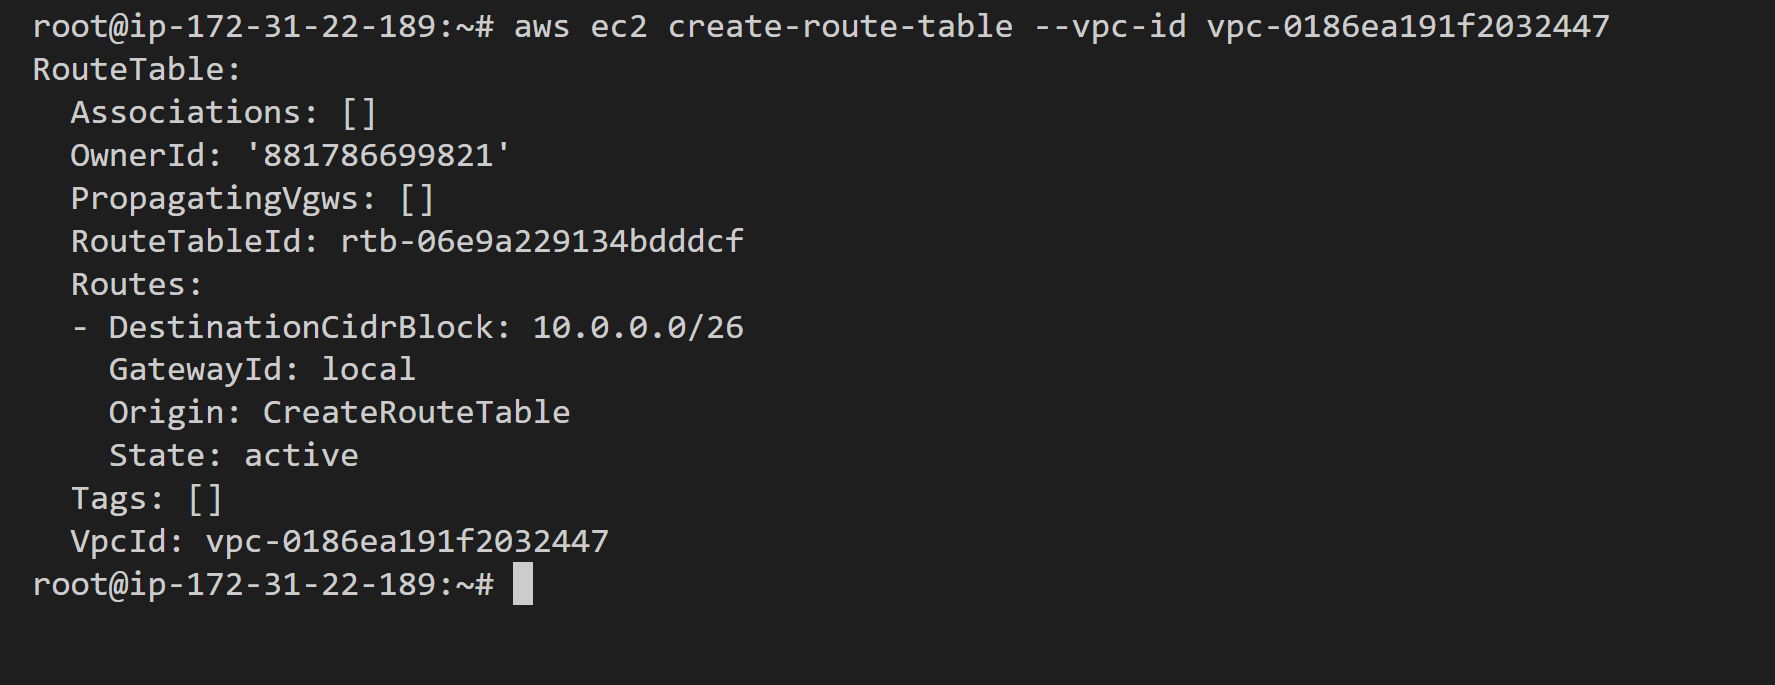 root@ip-172-31-22-189:~# aws ec2 create-route-table --vpc-id vpc-0186ea191f2032447
RouteTable:
  Associations: []
  OwnerId: '881786699821'
  PropagatingVgws: []
  RouteTableId: rtb-06e9a229134bdddcf
  Routes:
  - DestinationCidrBlock: 10.0.0.0/26
    GatewayId: local
    Origin: CreateRouteTable
    State: active
  Tags: []
  VpcId: vpc-0186ea191f2032447
root@ip-172-31-22-189:~#